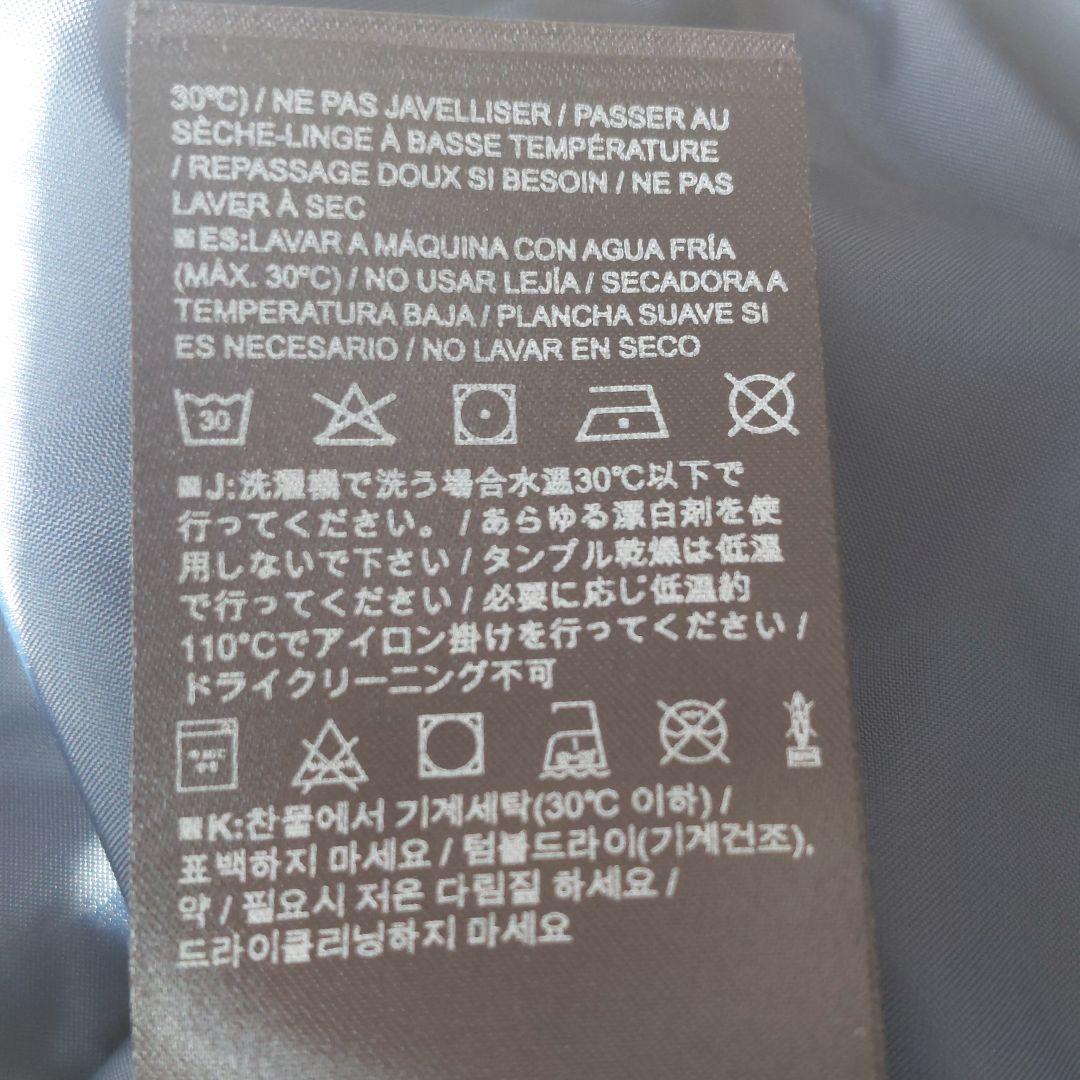 30ºC) / NE PAS JAVELLISER / PASSER AU
SÈCHE-LINGE À BASSE TEMPÉRATURE
/ REPASSAGE DOUX SI BESOIN / NE PAS
LAVER À SEC
■ES:LAVAR A MÁQUINA CON AGUA FRÍA
(MÁX. 30ºC) / NO USAR LEJÍA / SECADORA A
TEMPERATURA BAJA / PLANCHA SUAVE SI
ES NECESARIO / NO LAVAR EN SECO
30
■J:洗濯機で洗う場合水温30℃以下で
行ってください。 / あらゆる漂白剤を使
用しないで下さい / タンブル乾燥は低温
で行ってください / 必要に応じ低温約
110°Cでアイロン掛けを行ってください /
ドライクリーニング不可
■K:찬물에서 기계세탁(30℃ 이하) /
표백하지 마세요 / 텀블드라이(기계건조),
약 / 필요시 저온 다림질 하세요 /
드라이클리닝하지 마세요